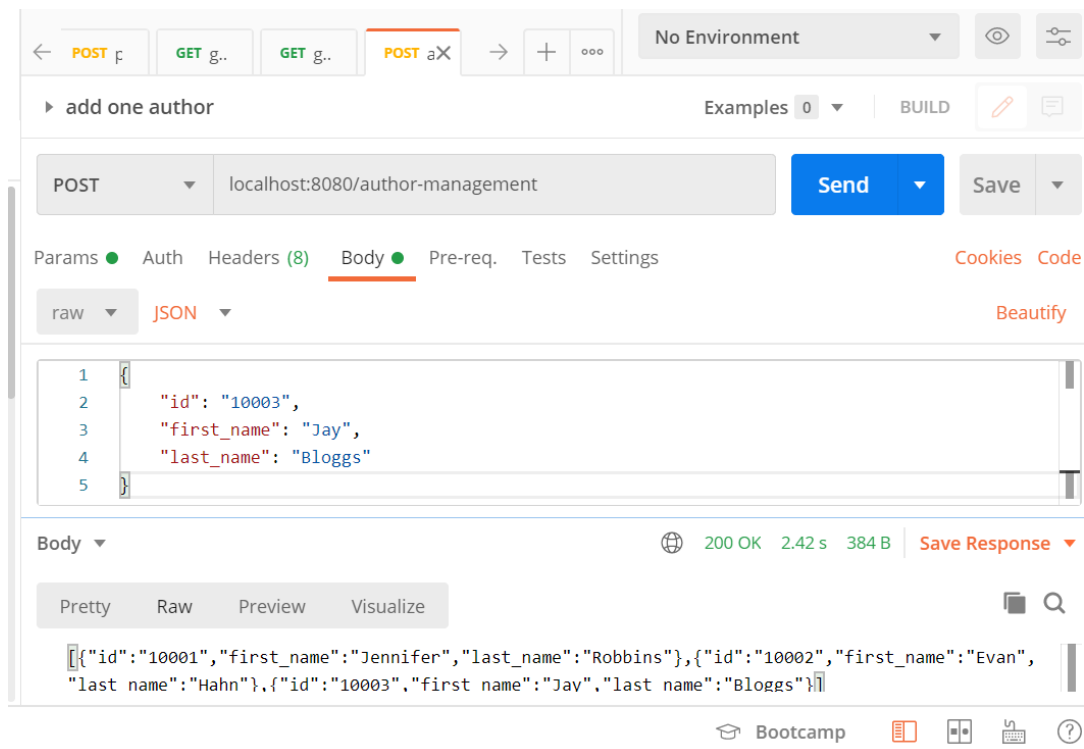 POST p GET g.. GET g.. POST a No Environment
add one author Examples 0 BUILD
POST localhost:8080/author-management Send Save
Params Auth Headers (8) Body Pre-req. Tests Settings Cookies Code
raw JSON Beautify
1 {
2 "id": "10003",
3 "first_name": "Jay",
4 "last_name": "Bloggs"
5 }
Body 200 OK 2.42 s 384 B Save Response
Pretty Raw Preview Visualize
[{"id":"10001","first_name":"Jennifer","last_name":"Robbins"},{"id":"10002","first_name":"Evan",
"last_name":"Hahn"},{"id":"10003","first_name":"Jay","last_name":"Bloggs"}]
Bootcamp